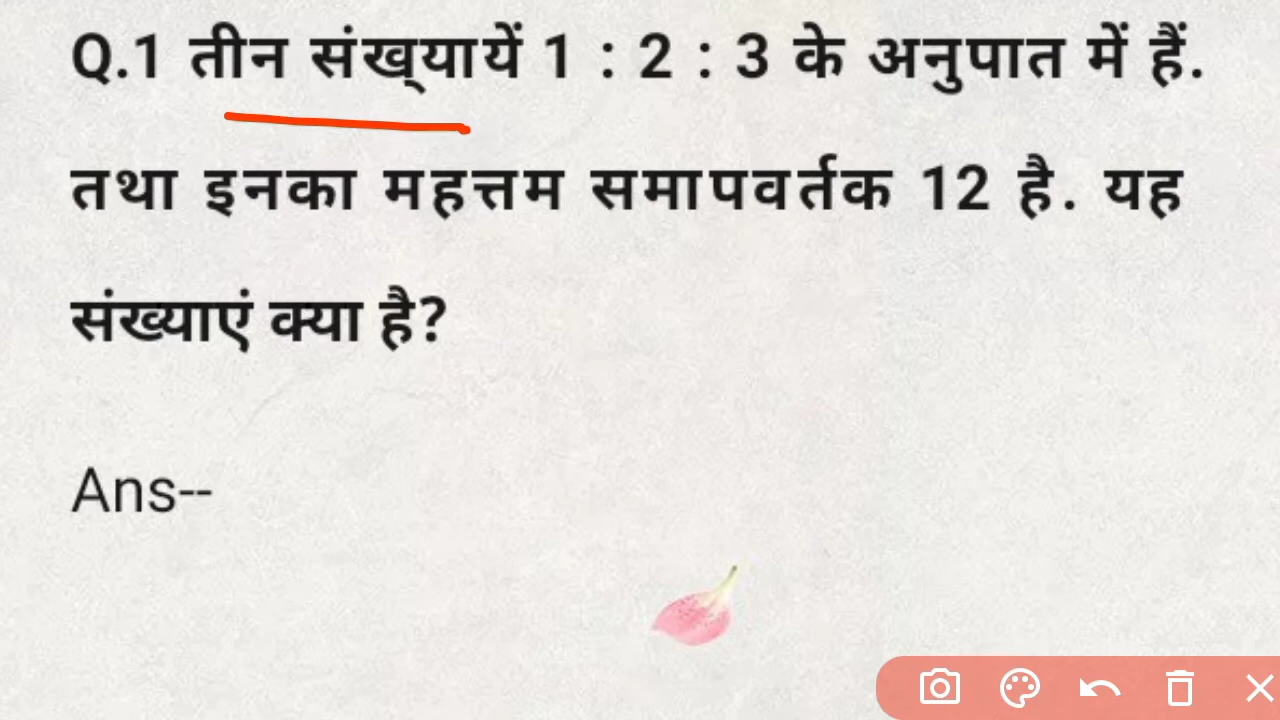 Q.1 तीन संख्यायें 1 : 2 : 3 के अनुपात में हैं.
तथा इनका महत्तम समापवर्तक 12 है. यह
संख्याएं क्या है?
Ans--